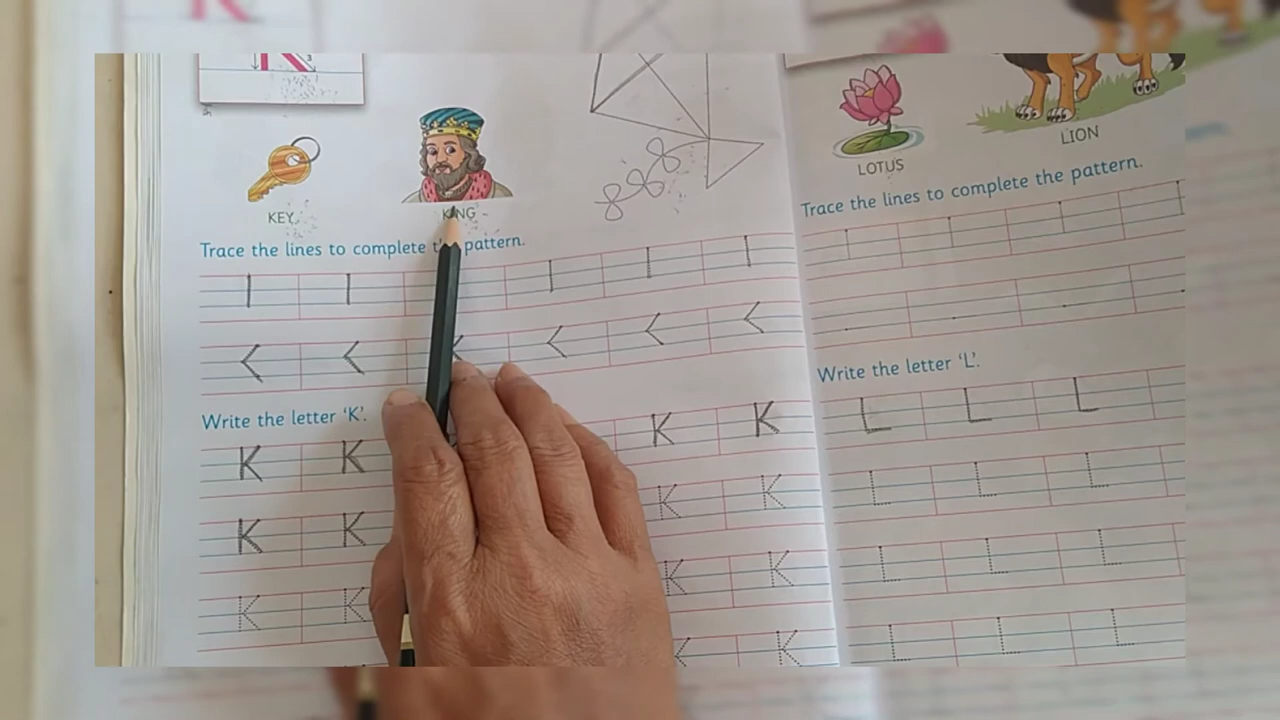 K
3
KEY
KING
Trace the lines to complete the pattern.
Write the letter 'K'.
K K K K
K K K K
K K K K
K K
LOTUS
LION
Trace the lines to complete the pattern.
Write the letter 'L'.
L L L
L L L
L L L
L L L